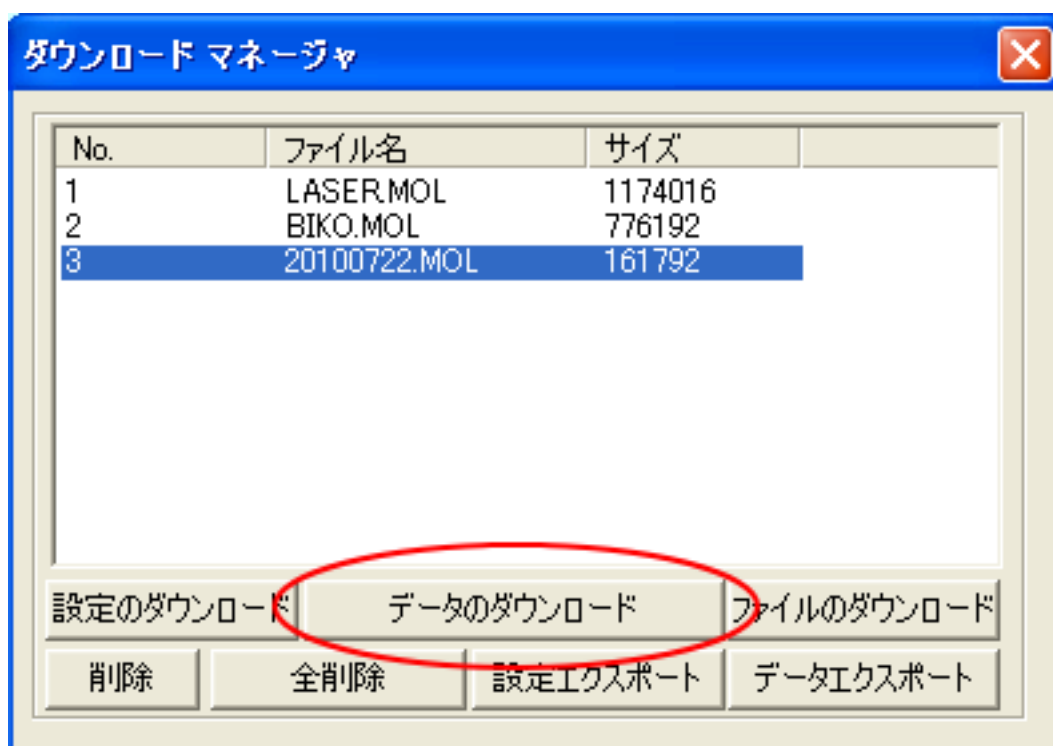 ダウンロード マネージャ
No. ファイル名 サイズ
1 LASER.MOL 1174016
2 BIKO.MOL 776192
3 20100722.MOL 161792
設定のダウンロード データのダウンロード ファイルのダウンロード
削除 全削除 設定エクスポート データエクスポート